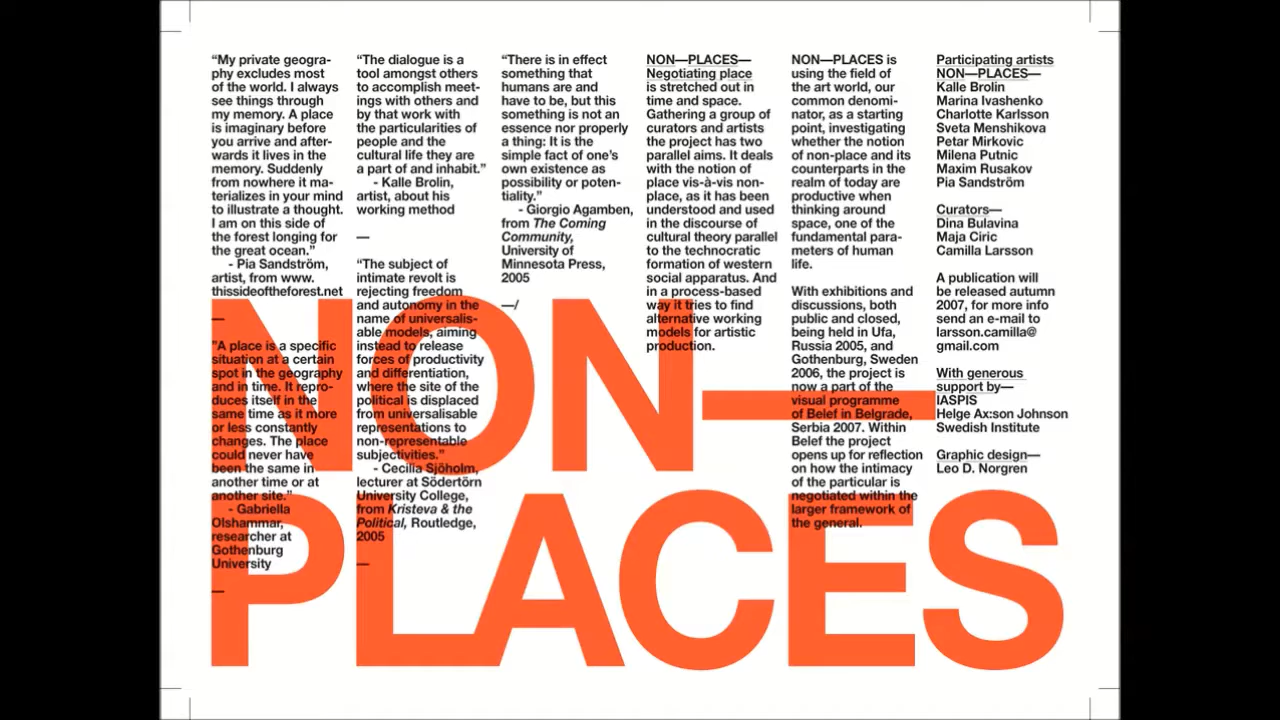 “My private geogra-
phy excludes most
of the world. I always
see things through
my memory. A place
is imaginary before
you arrive and after-
wards it lives in the
memory. Suddenly
from nowhere it ma-
terializes in your mind
to illustrate a thought.
I am on this side of
the forest longing for
the great ocean.”
- Pia Sandström,
artist, from www.
thissideoftheforest.net
—
”A place is a specific
situation at a certain
spot in the geography
and in time. It repro-
duces itself in the
same time as it more
or less constantly
changes. The place
could never have
been the same in
another time or at
another site.”
- Gabriella
Olshammar,
researcher at
Gothenburg
University
—
“The dialogue is a
tool amongst others
to accomplish meet-
ings with others and
by that work with
the particularities of
people and the
cultural life they are
a part of and inhabit.”
- Kalle Brolin,
artist, about his
working method
—
“The subject of
intimate revolt is
rejecting freedom
and autonomy in the
name of universalis-
able models, aiming
instead to release
forces of productivity
and differentiation,
where the site of the
political is displaced
from universalisable
representations to
non-representable
subjectivities.”
- Cecilia Sjöholm,
lecturer at Södertörn
University College,
from Kristeva & the
Political, Routledge,
2005
—
“There is in effect
something that
humans are and
have to be, but this
something is not an
essence nor properly
a thing: It is the
simple fact of one’s
own existence as
possibility or poten-
tiality.”
- Giorgio Agamben,
from The Coming
Community,
University of
Minnesota Press,
2005
—/
NON—PLACES—
Negotiating place
is stretched out in
time and space.
Gathering a group of
curators and artists
the project has two
parallel aims. It deals
with the notion of
place vis-à-vis non-
place, as it has been
understood and used
in the discourse of
cultural theory parallel
to the technocratic
formation of western
social apparatus. And
in a process-based
way it tries to find
alternative working
models for artistic
production.
NON—PLACES is
using the field of
the art world, our
common denomi-
nator, as a starting
point, investigating
whether the notion
of non-place and its
counterparts in the
realm of today are
productive when
thinking around
space, one of the
fundamental para-
meters of human
life.
With exhibitions and
discussions, both
public and closed,
being held in Ufa,
Russia 2005, and
Gothenburg, Sweden
2006, the project is
now a part of the
visual programme
of Belef in Belgrade,
Serbia 2007. Within
Belef the project
opens up for reflection
on how the intimacy
of the particular is
negotiated within the
larger framework of
the general.
Participating artists
NON—PLACES—
Kalle Brolin
Marina Ivashenko
Charlotte Karlsson
Sveta Menshikova
Petar Mirkovic
Milena Putnic
Maxim Rusakov
Pia Sandström
Curators—
Dina Bulavina
Maja Ciric
Camilla Larsson
A publication will
be released autumn
2007, for more info
send an e-mail to
larsson.camilla@
gmail.com
With generous
support by—
IASPIS
Helge Ax:son Johnson
Swedish Institute
Graphic design—
Leo D. Norgren
NON—
PLACES